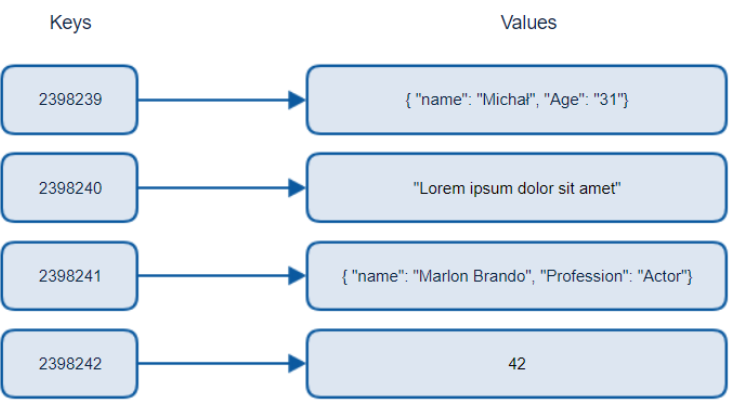 Keys Values
2398239 { "name": "Michał", "Age": "31"}
2398240 "Lorem ipsum dolor sit amet"
2398241 { "name": "Marlon Brando", "Profession": "Actor"}
2398242 42